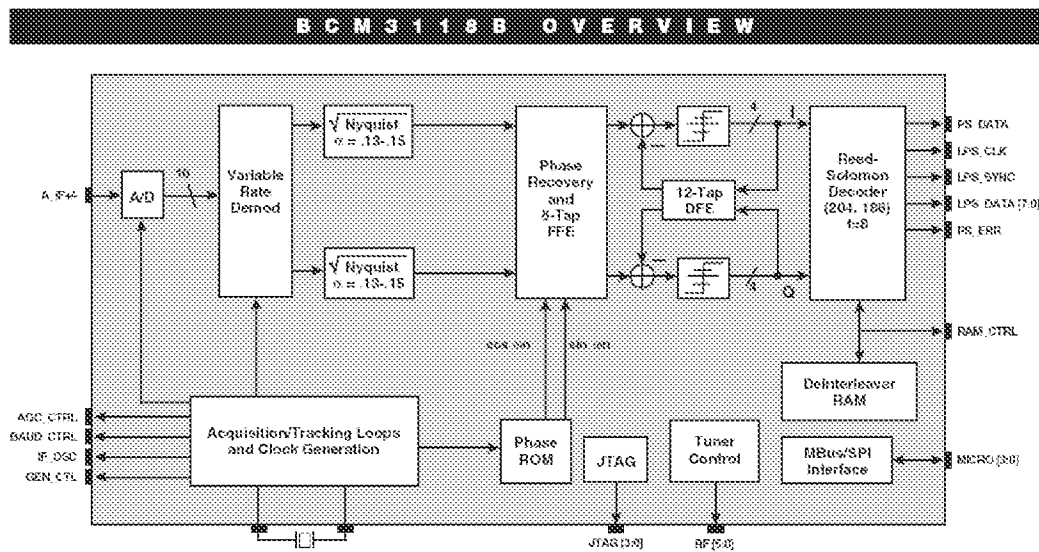 BCM3118B OVERVIEW
A/D
10
Variable
Rate
Demod
√Nyquist
α = .13-.15
√Nyquist
α = .13-.15
Phase
Recovery
and
8-Tap
FFE
12-Tap
DFE
4
I
4
Q
Reed-
Solomon
Decoder
(204, 188)
t=8
PS_DATA
LPS_CLK
LPS_SYNC
LPS_DATA [7:0]
PS_ERR
RAM_CTRL
Deinterleaver
RAM
AGC_CTRL
BAUD_CTRL
IF_OSC
GEN_CTL
Acquisition/Tracking Loops
and Clock Generation
Phase
ROM
JTAG
Tuner
Control
MBus/SPI
Interface
MICRO [3:0]
JTAG [3:0]
RF [5:0]